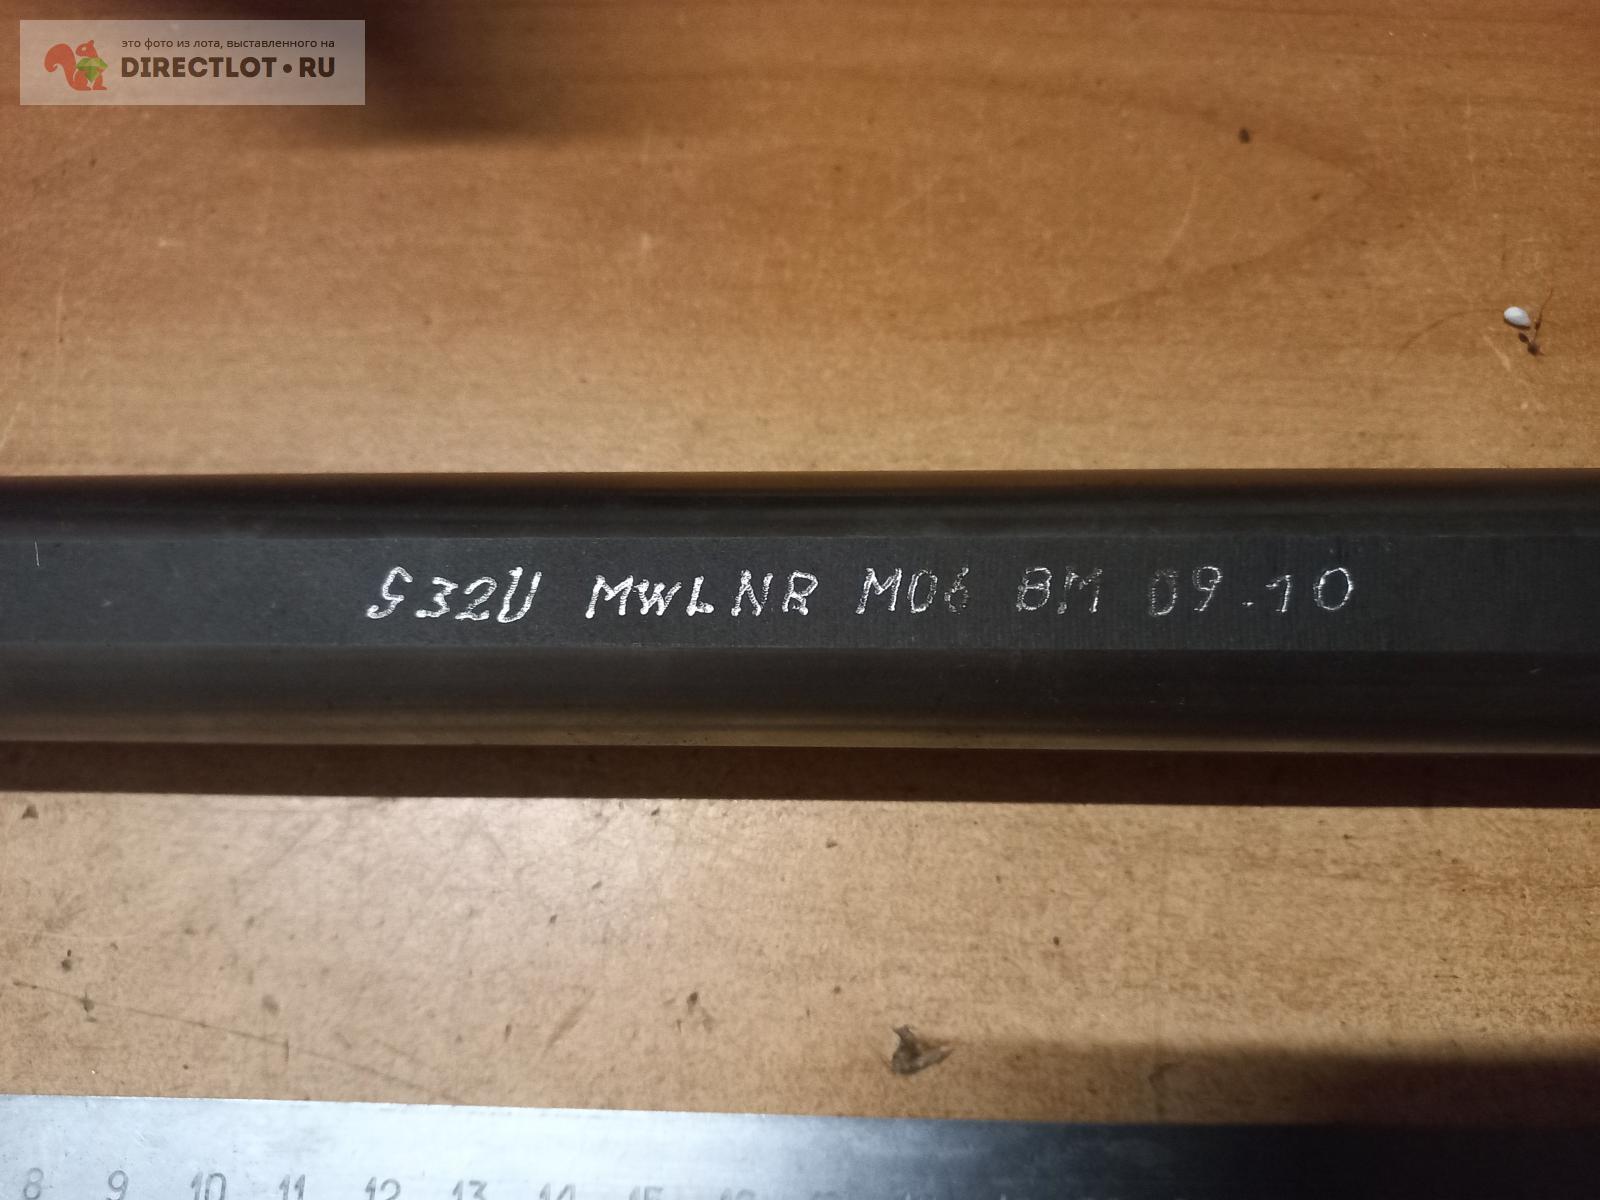 это фото из лота, выставленного на
DIRECTLOT•RU
S32U MWLNR M06 BM 09.10
8 9 10 11 12 13 14 15